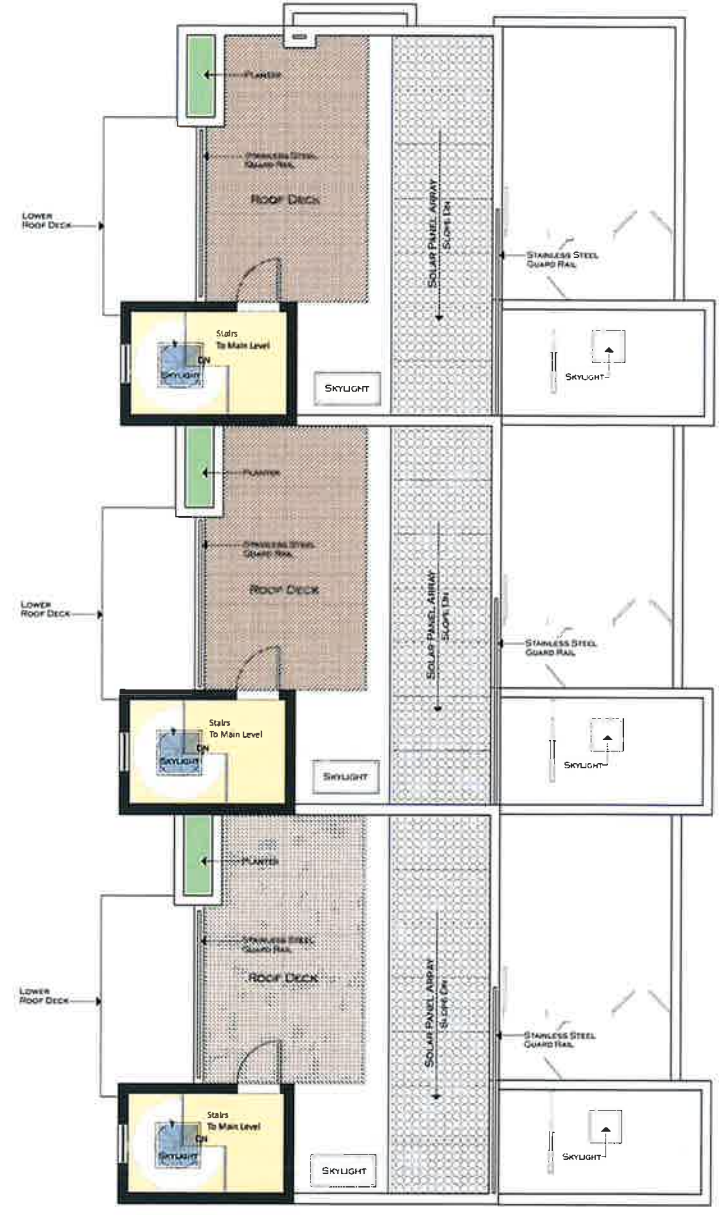 PLANTER
STAINLESS STEEL
GUARD RAIL
ROOF DECK
LOWER
ROOF DECK
SOLAR PANEL ARRAY
SLOPE DN
STAINLESS STEEL
GUARD RAIL
Stairs
To Main Level
DN
SKYLIGHT
SKYLIGHT
SKYLIGHT
PLANTER
STAINLESS STEEL
GUARD RAIL
ROOF DECK
LOWER
ROOF DECK
SOLAR PANEL ARRAY
SLOPE DN
STAINLESS STEEL
GUARD RAIL
Stairs
To Main Level
DN
SKYLIGHT
SKYLIGHT
SKYLIGHT
PLANTER
STAINLESS STEEL
GUARD RAIL
ROOF DECK
LOWER
ROOF DECK
SOLAR PANEL ARRAY
SLOPE DN
STAINLESS STEEL
GUARD RAIL
Stairs
To Main Level
DN
SKYLIGHT
SKYLIGHT
SKYLIGHT